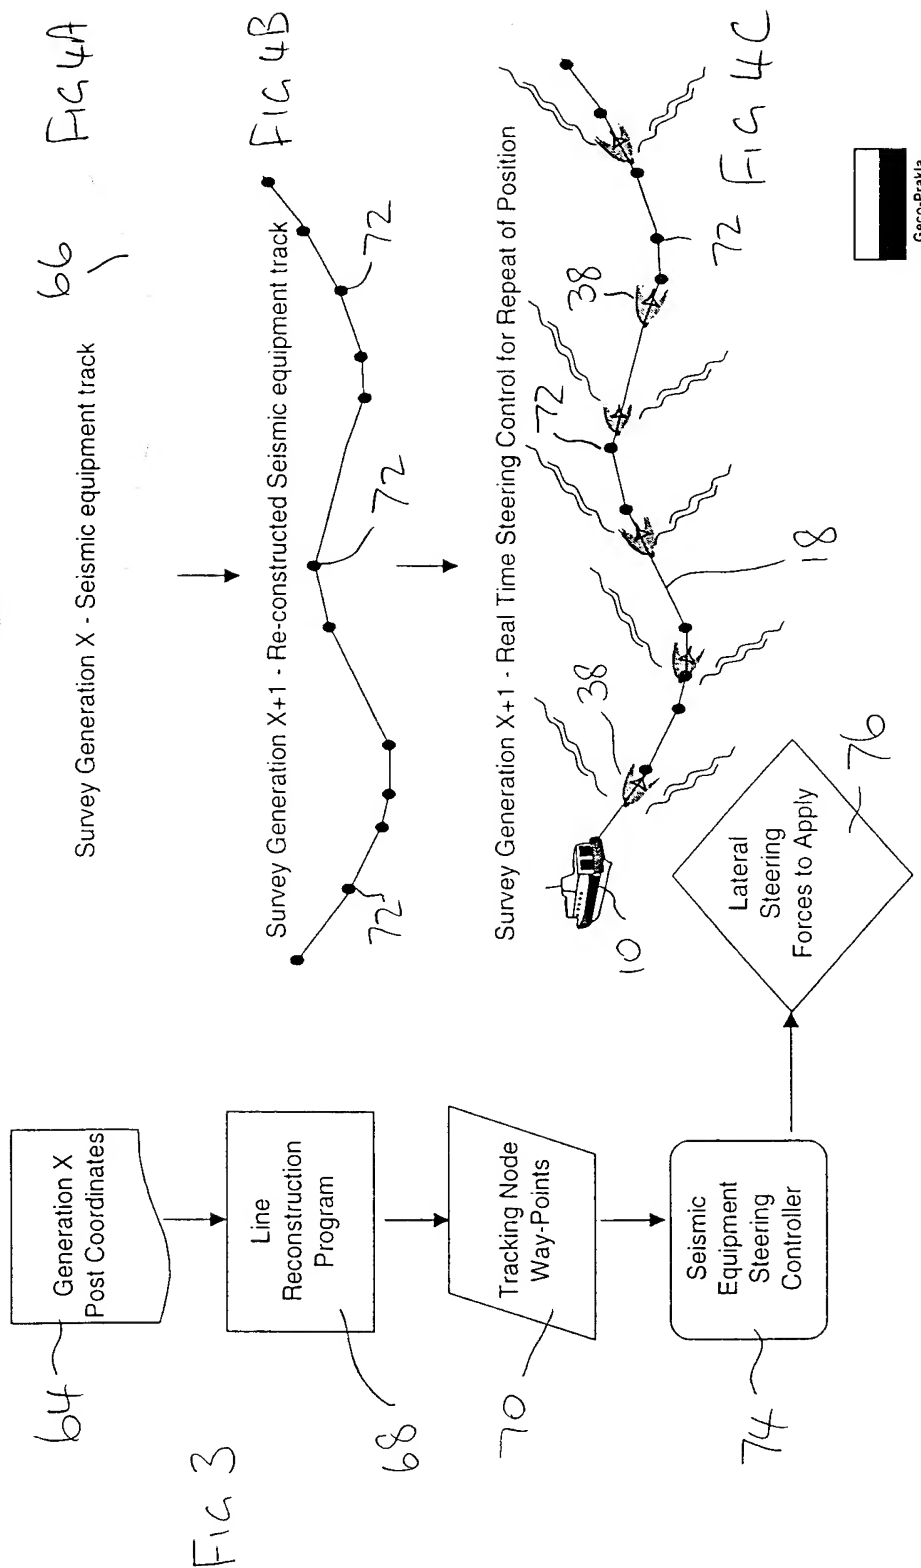 FIG 3
64
Generation X
Post Coordinates
68
Line
Reconstruction
Program
70
Tracking Node
Way-Points
74
Seismic
Equipment
Steering
Controller
Lateral
Steering
Forces to Apply
76
Survey Generation X - Seismic equipment track
66
FIG 4A
Survey Generation X+1 - Re-constructed Seismic equipment track
FIG 4B
72
72
72
Survey Generation X+1 - Real Time Steering Control for Repeat of Position
FIG 4C
10
38
18
72
38
72
Geco-Prakla